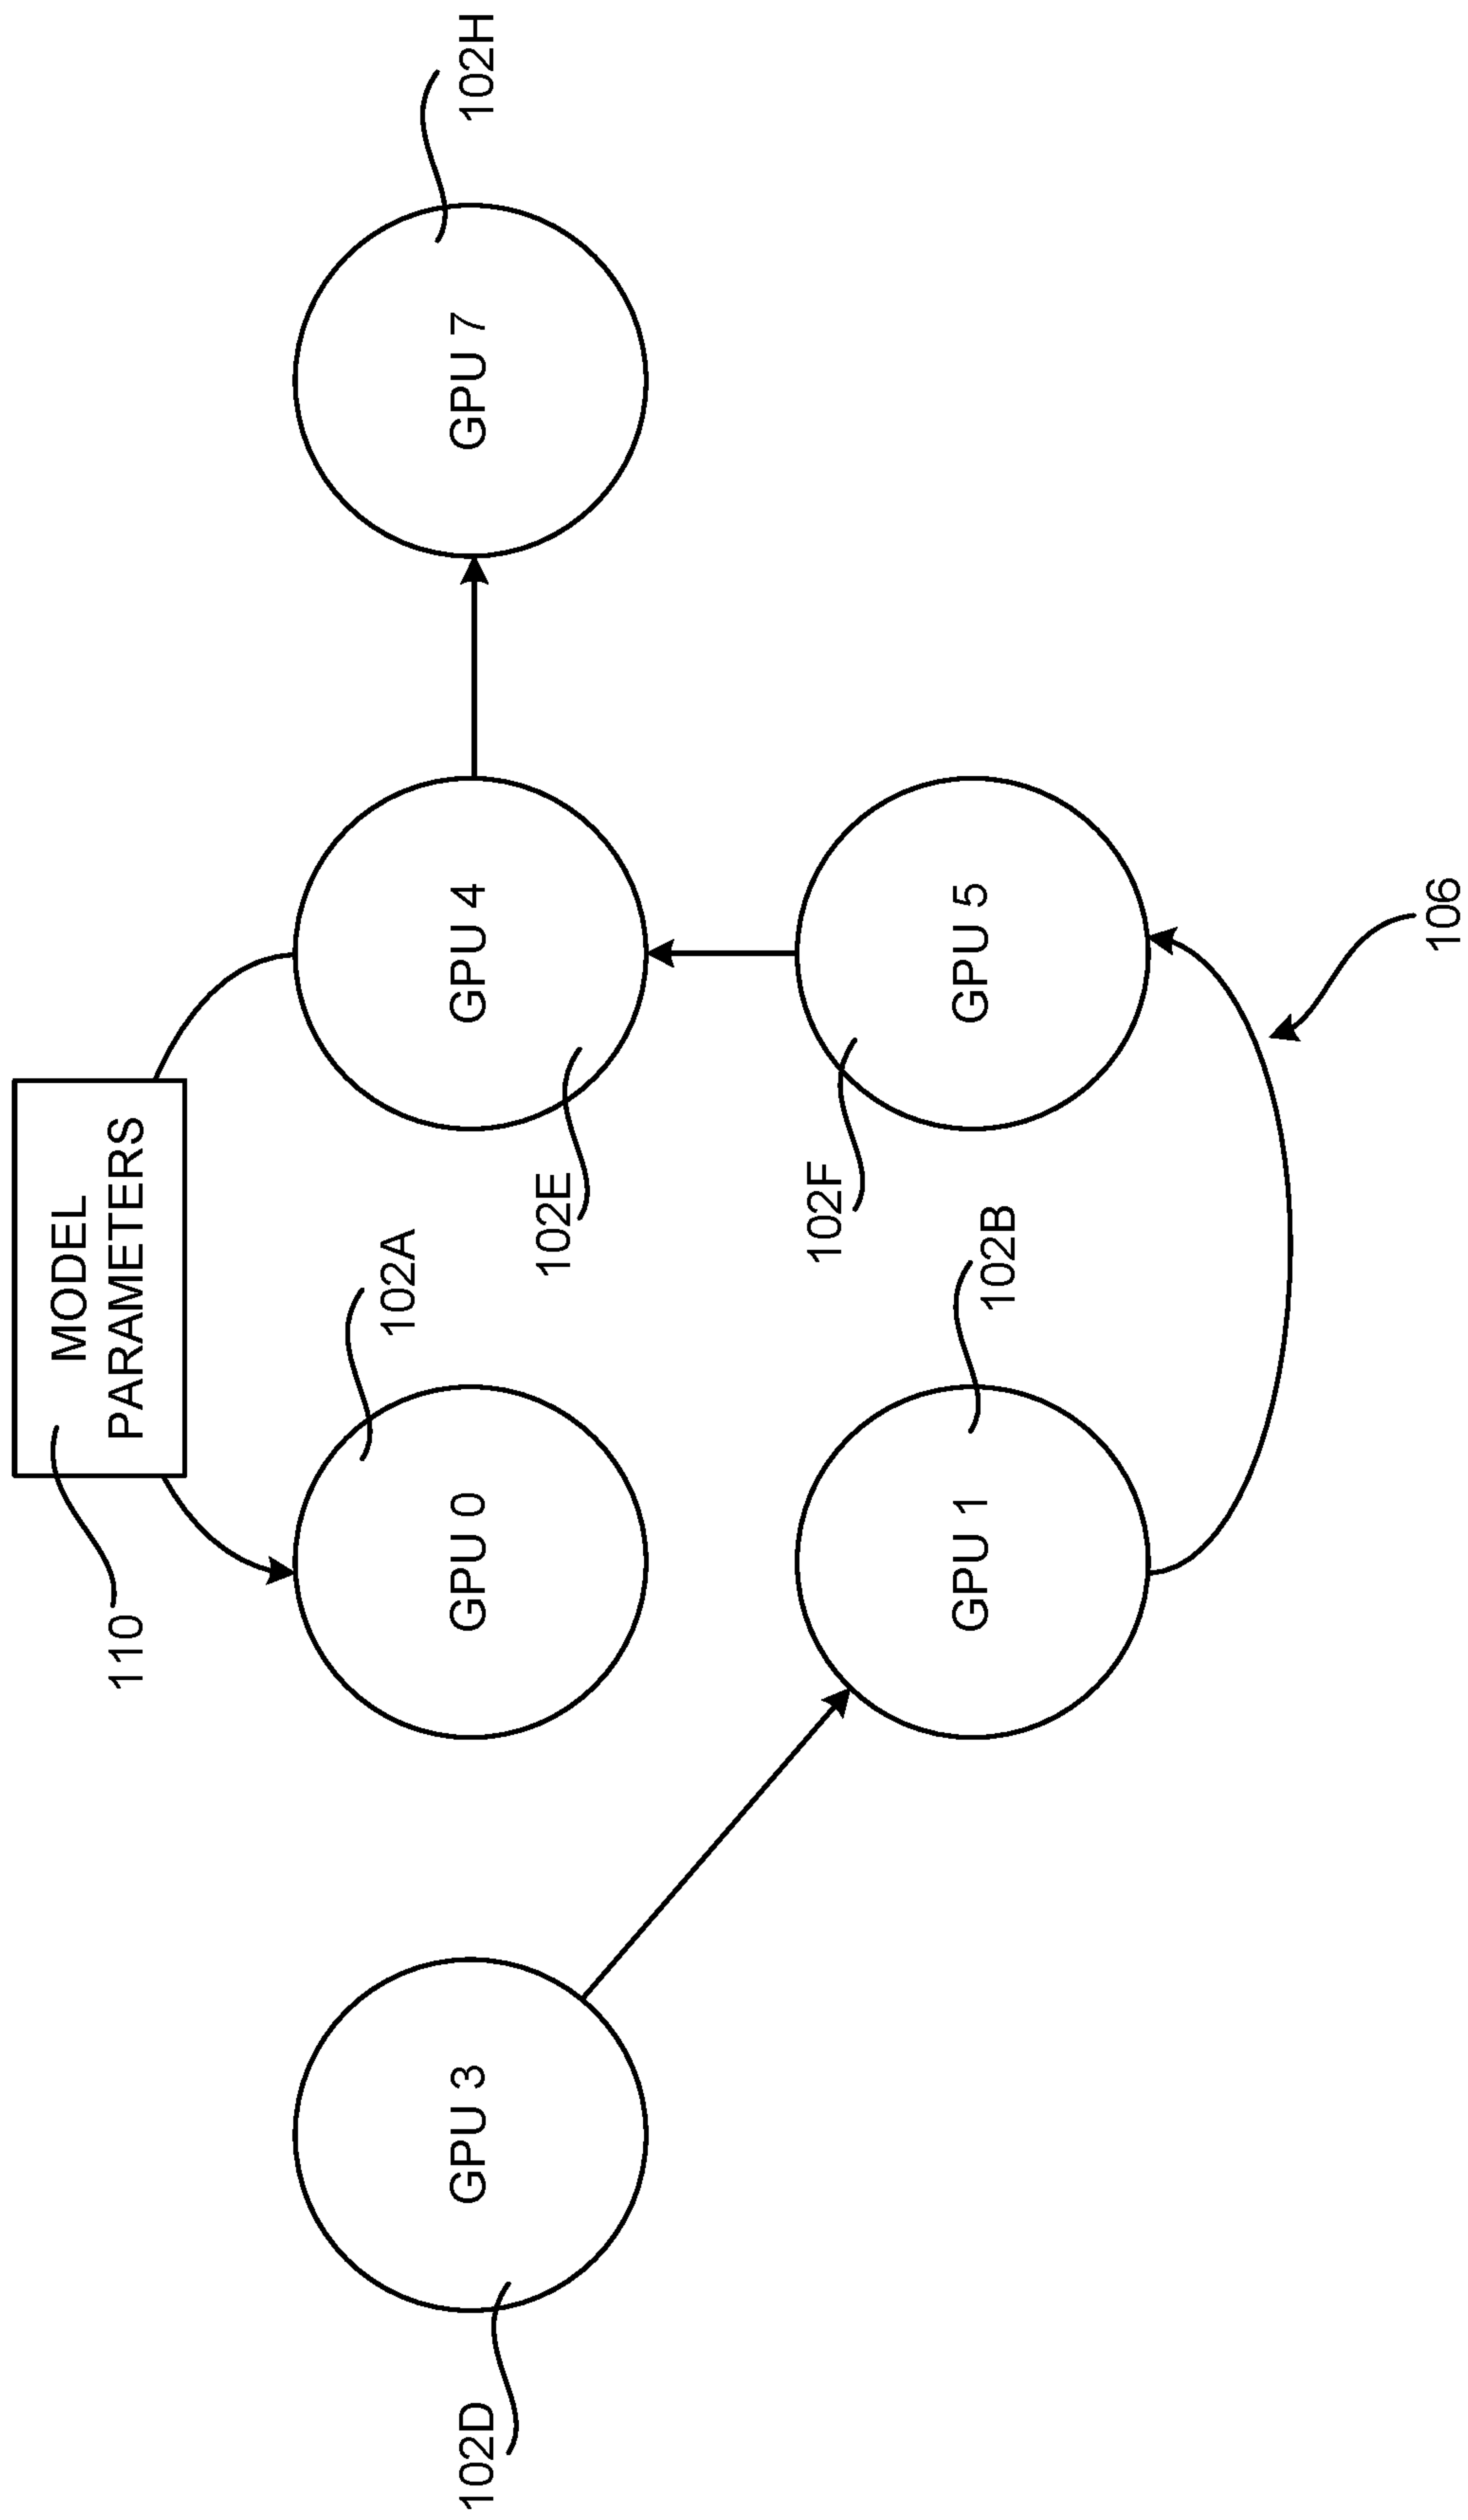 110
MODEL
PARAMETERS
102D
GPU 3
GPU 0
102A
102E
GPU 4
GPU 7
102H
GPU 1
102B
102F
GPU 5
106